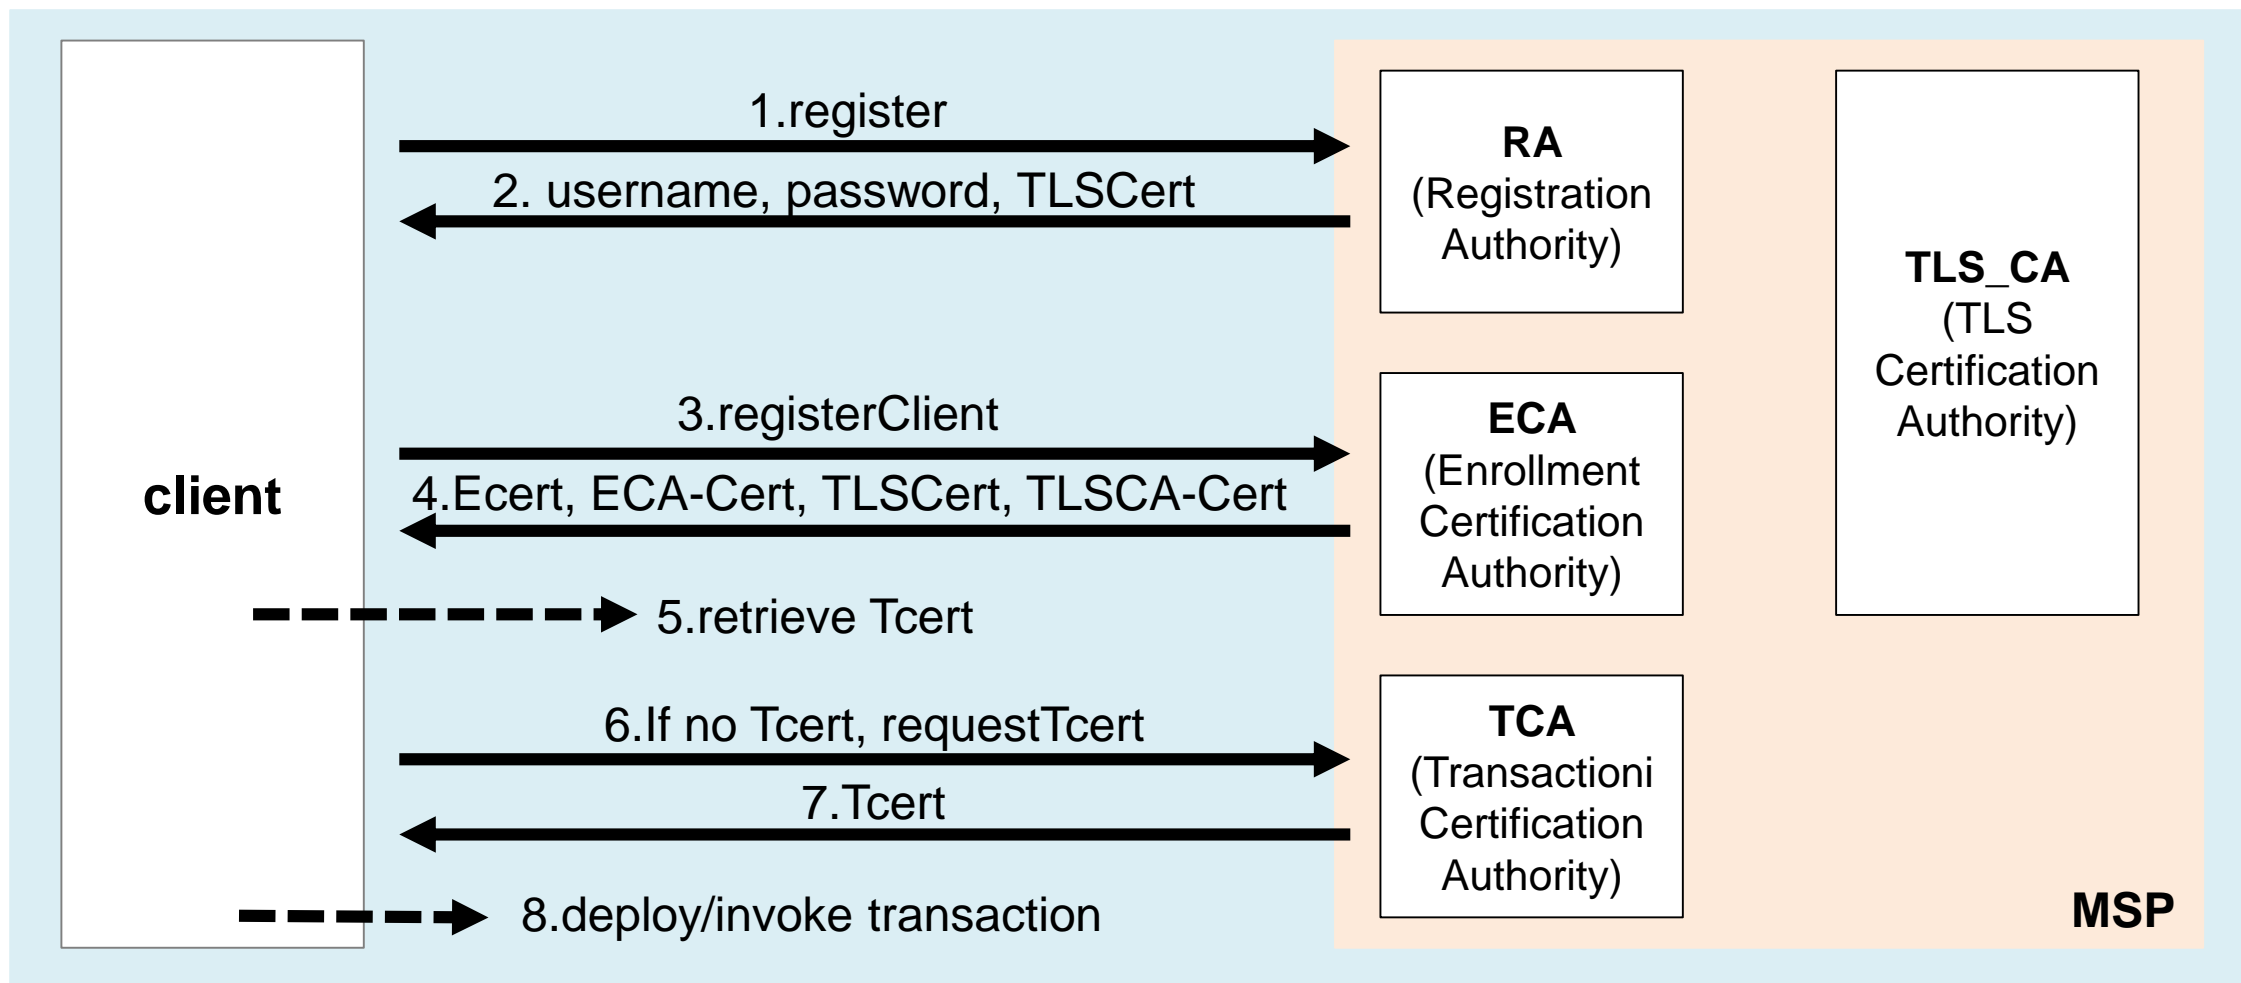 client
1.register
2. username, password, TLSCert
3.registerClient
4.Ecert, ECA-Cert, TLSCert, TLSCA-Cert
5.retrieve Tcert
6.If no Tcert, requestTcert
7.Tcert
8.deploy/invoke transaction
RA
(Registration
Authority)
ECA
(Enrollment
Certification
Authority)
TCA
(Transactioni
Certification
Authority)
TLS_CA
(TLS
Certification
Authority)
MSP